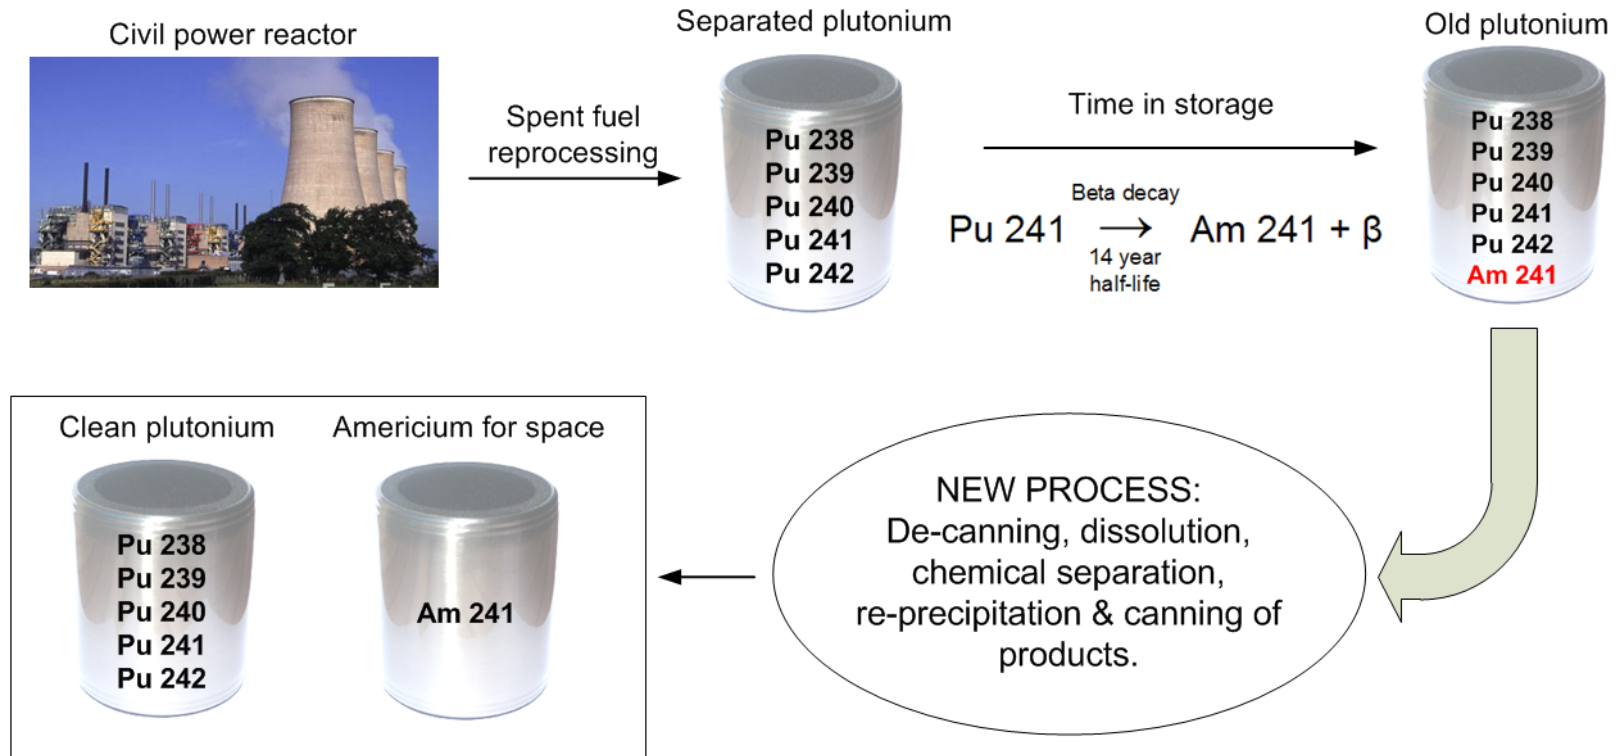 Civil power reactor
Spent fuel
reprocessing
Separated plutonium
Pu 238
Pu 239
Pu 240
Pu 241
Pu 242
Time in storage
Pu 241
Beta decay
→
14 year
half-life
Am 241 + β
Old plutonium
Pu 238
Pu 239
Pu 240
Pu 241
Pu 242
Am 241
NEW PROCESS:
De-canning, dissolution,
chemical separation,
re-precipitation & canning of
products.
Clean plutonium
Pu 238
Pu 239
Pu 240
Pu 241
Pu 242
Americium for space
Am 241